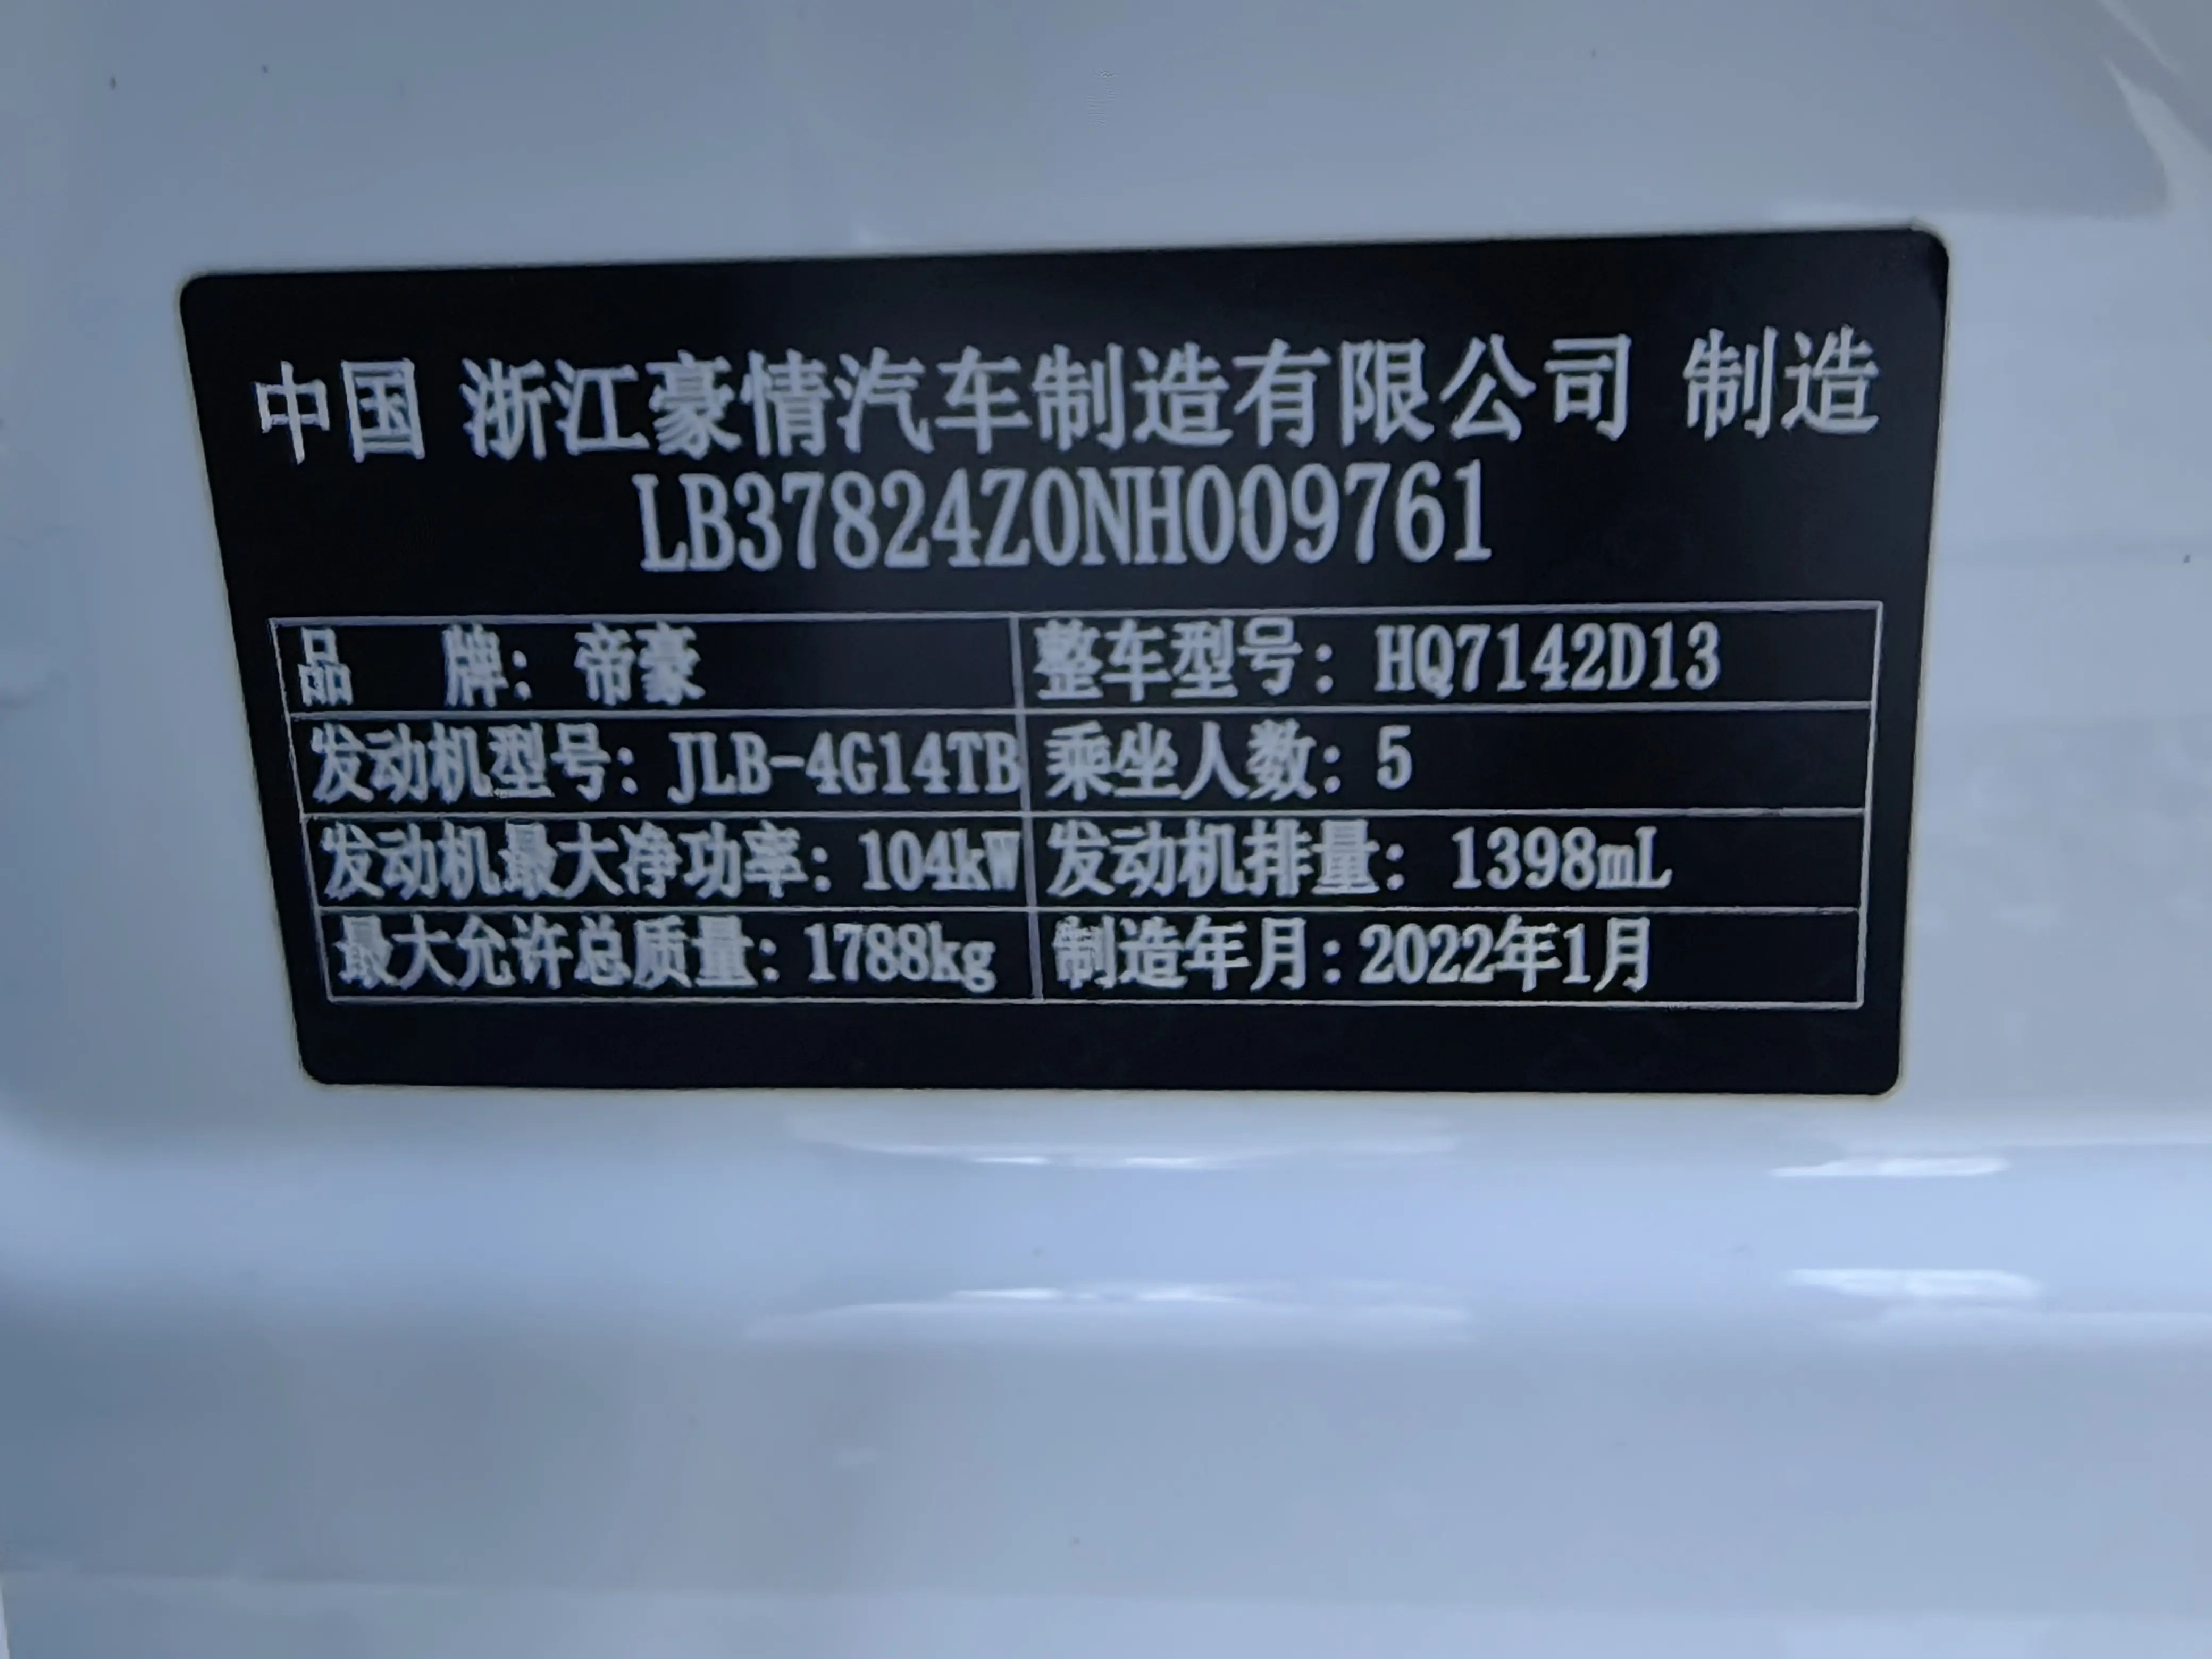 中国 浙江豪情汽车制造有限公司 制造
LB37824Z0NH009761
品 牌：帝豪 整车型号：HQ7142D13
发动机型号：JLB-4G14TB 乘坐人数：5
发动机最大净功率：104kW 发动机排量：1398mL
最大允许总质量：1788kg 制造年月：2022年1月